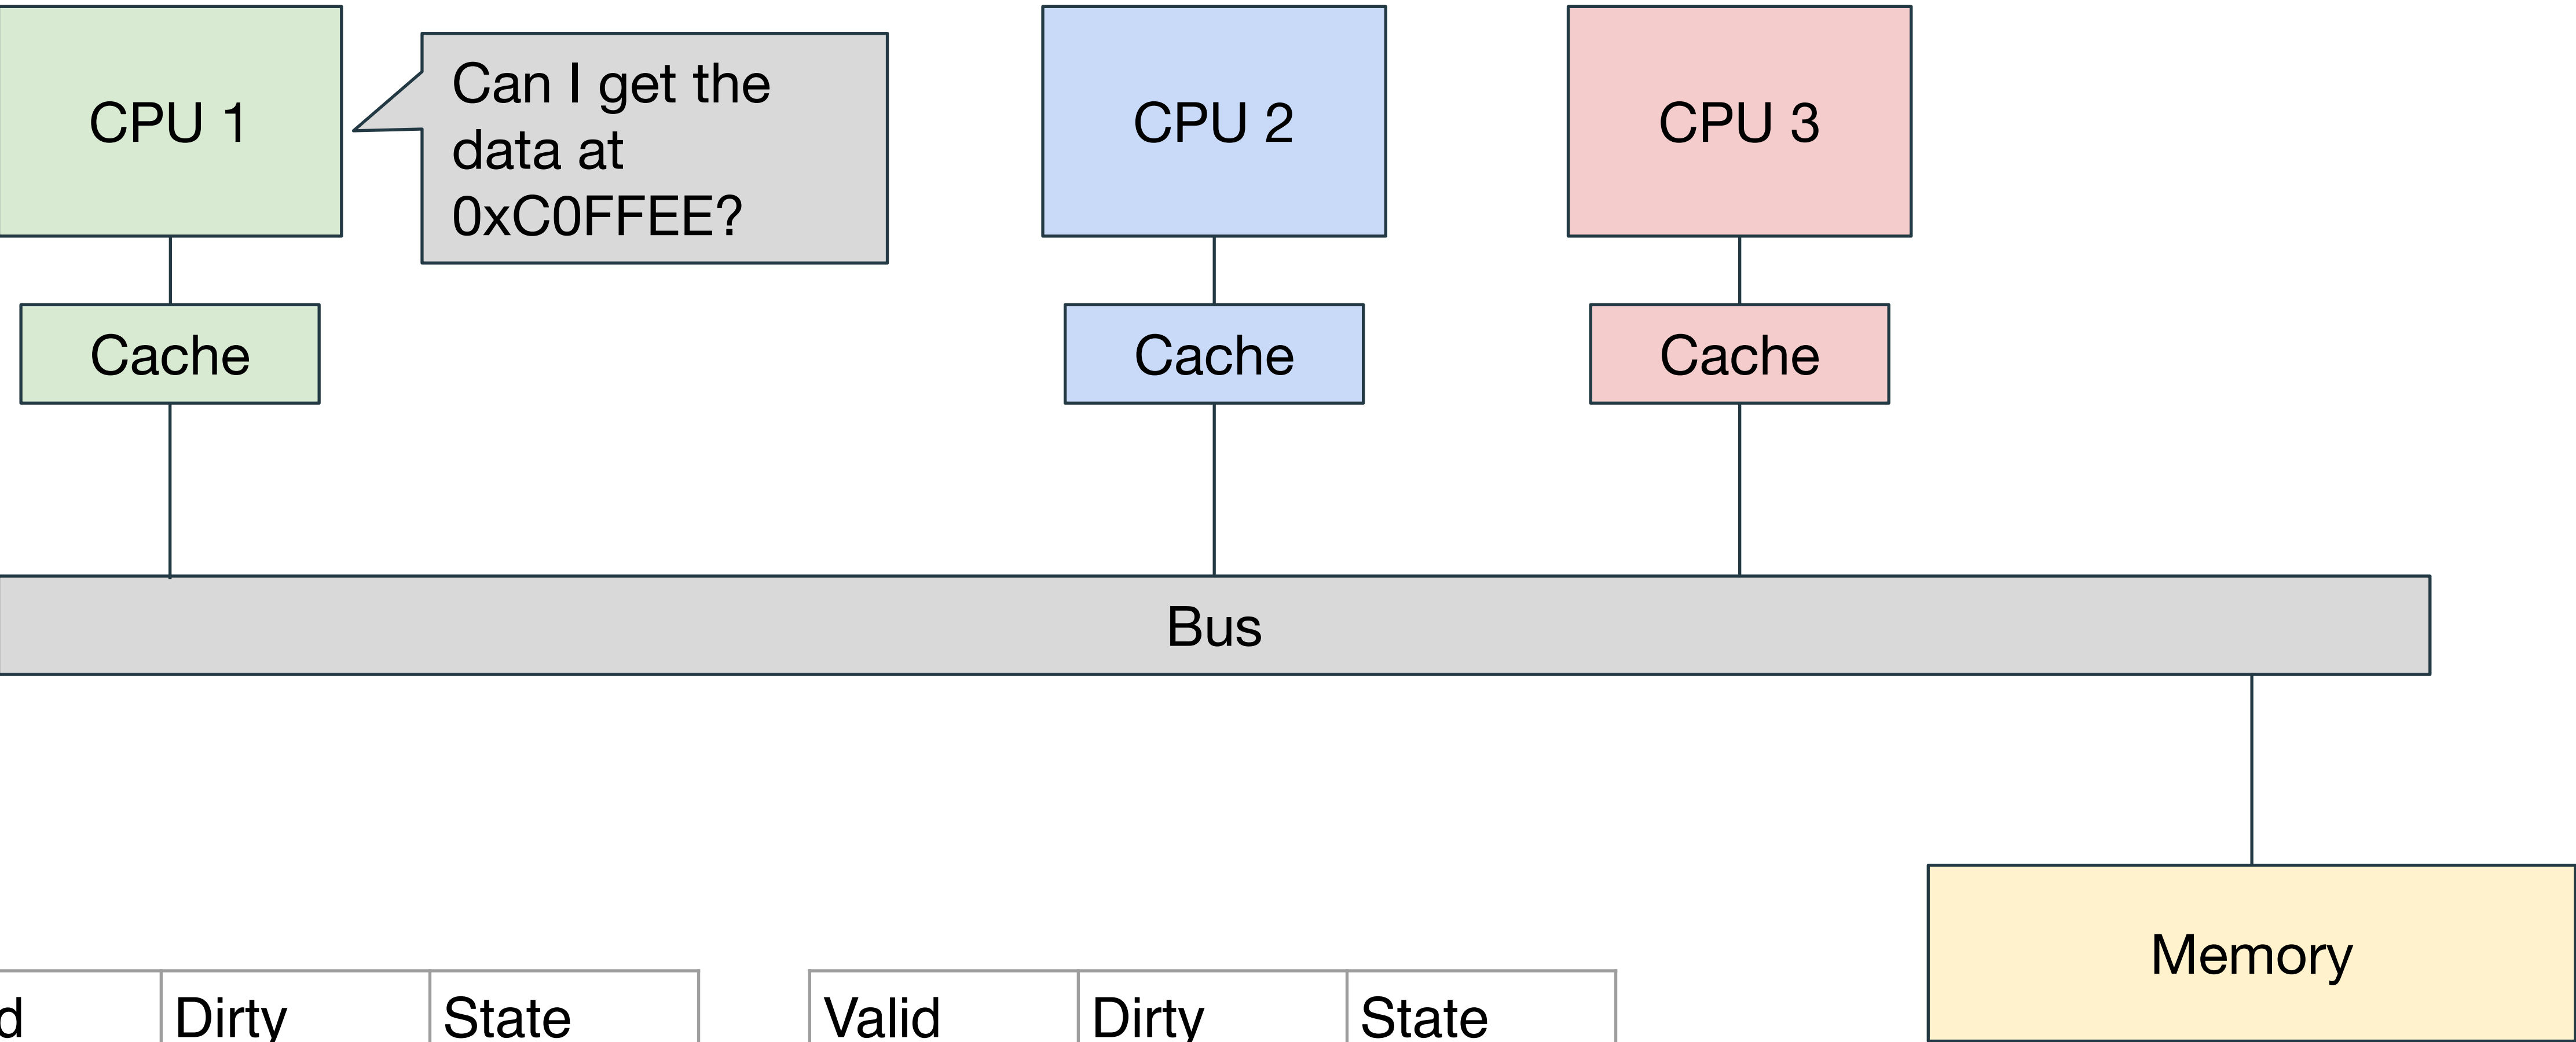 CPU 1
Can I get the
data at
0xC0FFEE?
CPU 2
CPU 3
Cache
Cache
Cache
Bus
Memory
d Dirty State
Valid Dirty State